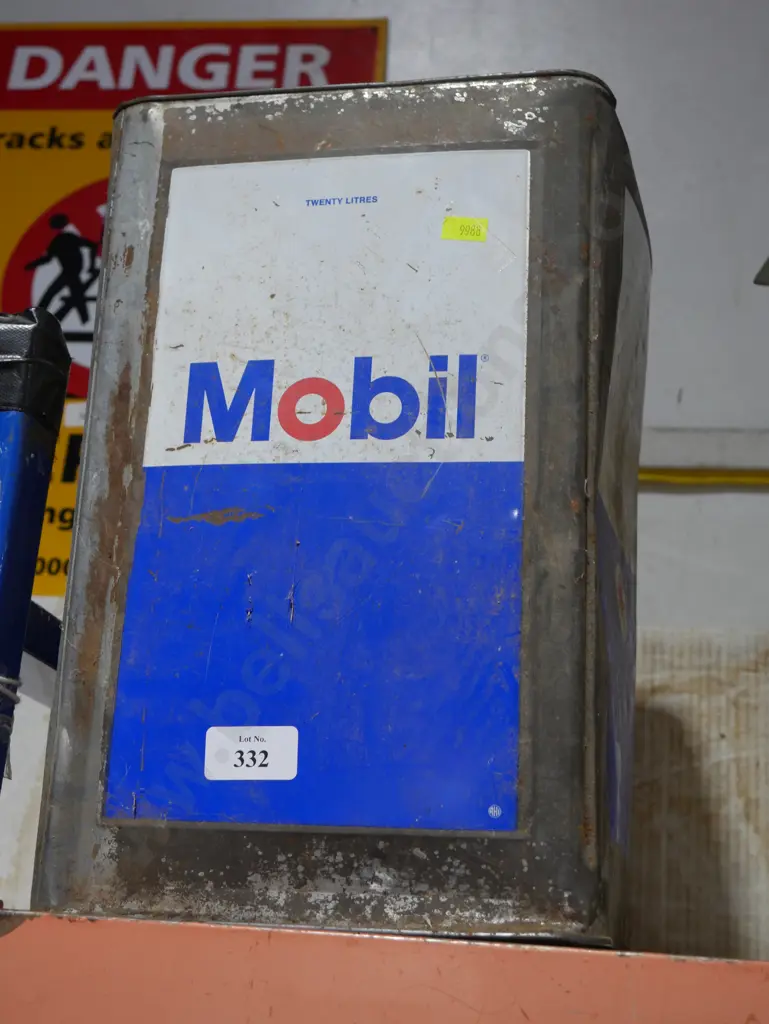 DANGER
TWENTY LITRES
9988
Mobil
®
Lot No.
332